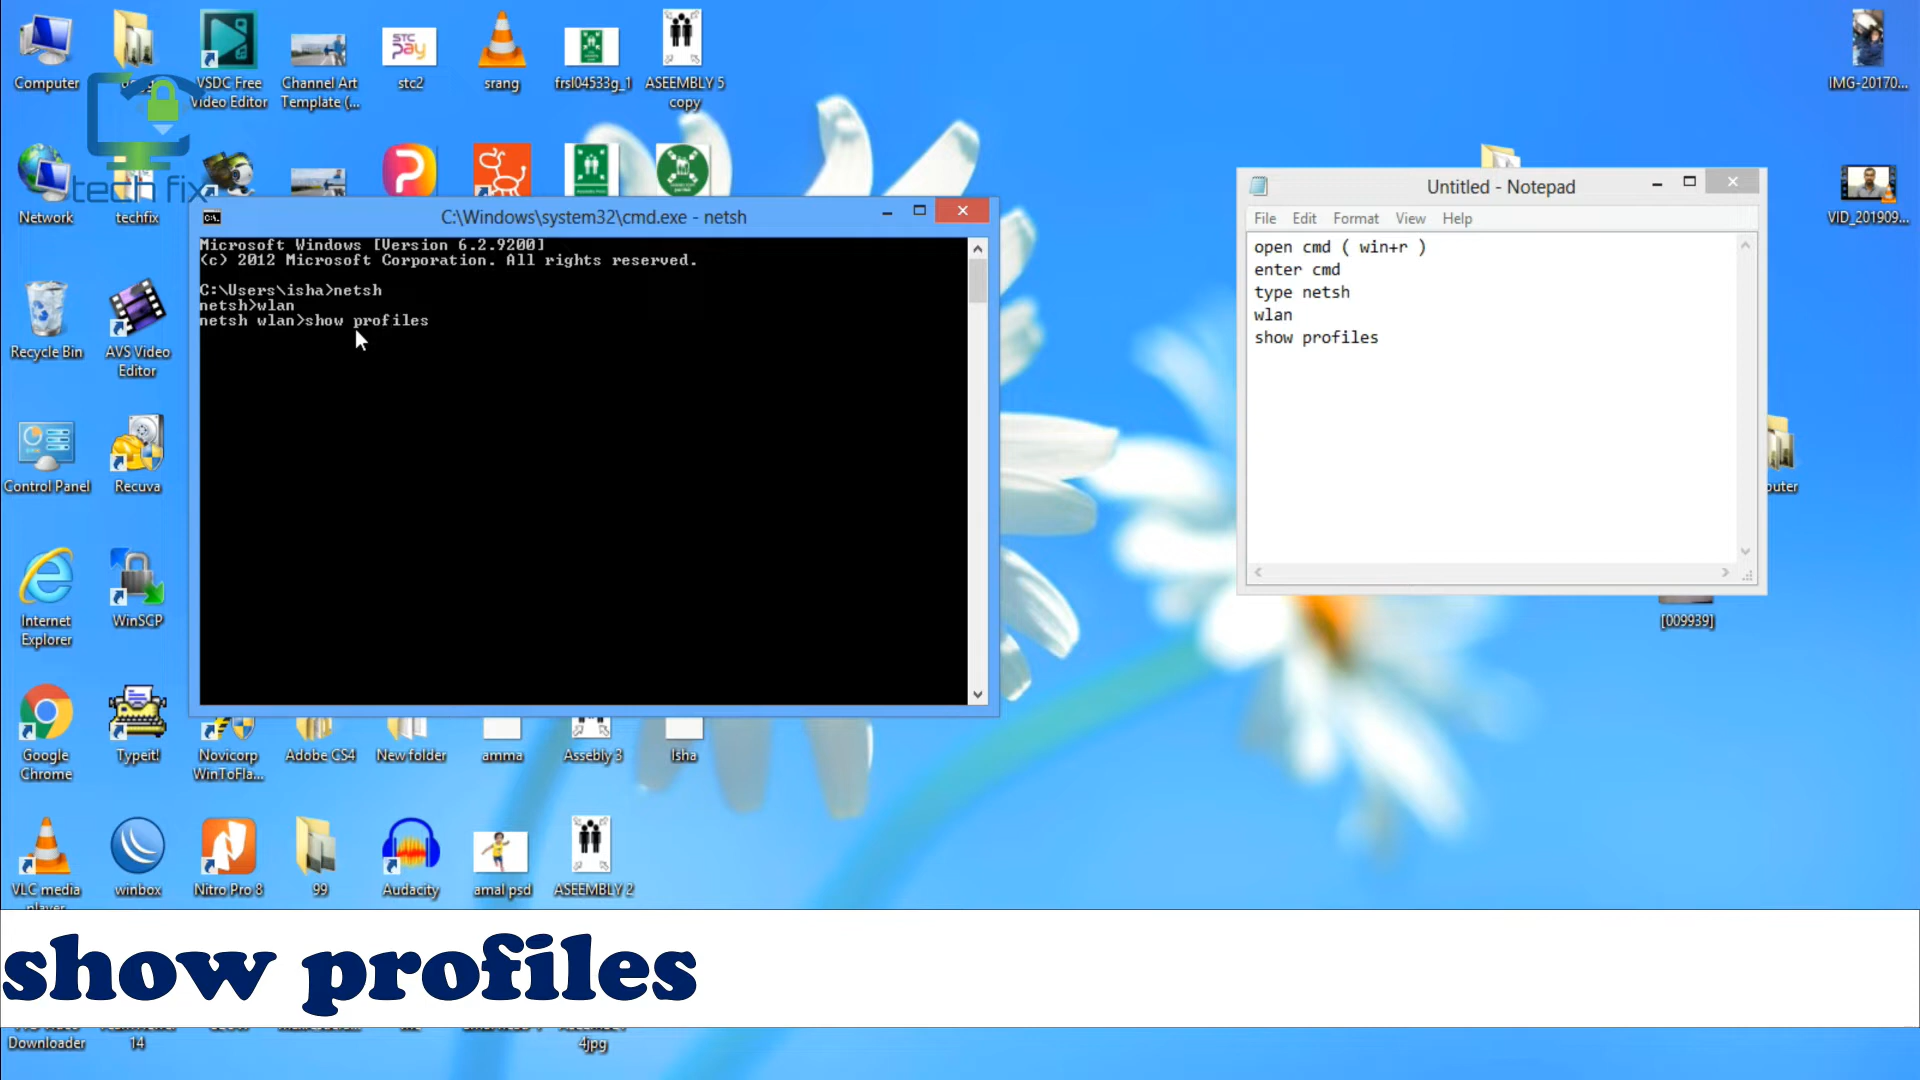 Computer
VSDC Free
Video Editor
Channel Art
Template (...
stc2
srang
frsl04533g_1
ASEEMBLY 5
copy
IMG-20170...
stc
pay
tech fix
Network
techfix
VID_201909...
C:\Windows\system32\cmd.exe - netsh
Microsoft Windows [Version 6.2.9200]
(c) 2012 Microsoft Corporation. All rights reserved.
C:\Users\isha>netsh
netsh>wlan
netsh wlan>show profiles
Untitled - Notepad
File Edit Format View Help
open cmd ( win+r )
enter cmd
type netsh
wlan
show profiles
Recycle Bin
AVS Video
Editor
Control Panel
Recuva
puter
Internet
Explorer
WinSCP
[009939]
Google
Chrome
Typeit!
Novicorp
WinToFla...
Adobe CS4
New folder
amma
Assebly 3
Isha
VLC media
winbox
Nitro Pro 8
99
Audacity
amal psd
ASEEMBLY 2
show profiles
Downloader
14
4jpg